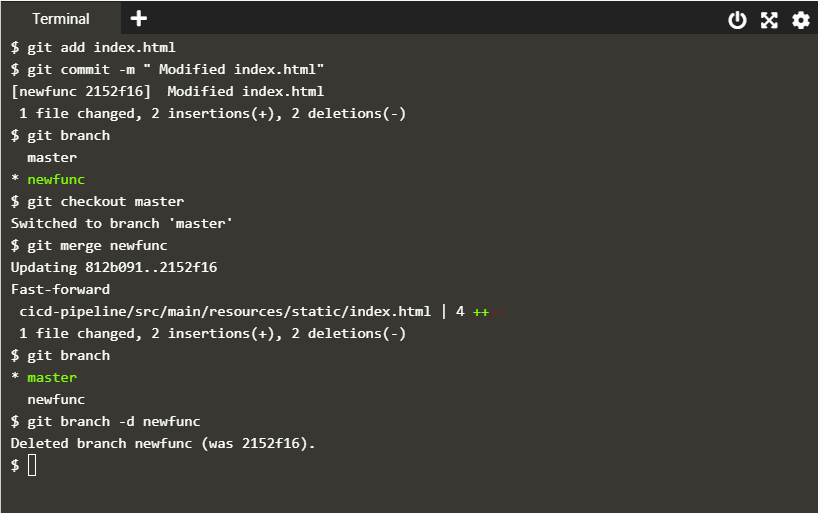 Terminal
$ git add index.html
$ git commit -m " Modified index.html"
[newfunc 2152f16]  Modified index.html
 1 file changed, 2 insertions(+), 2 deletions(-)
$ git branch
  master
* newfunc
$ git checkout master
Switched to branch 'master'
$ git merge newfunc
Updating 812b091..2152f16
Fast-forward
 cicd-pipeline/src/main/resources/static/index.html | 4 ++--
 1 file changed, 2 insertions(+), 2 deletions(-)
$ git branch
* master
  newfunc
$ git branch -d newfunc
Deleted branch newfunc (was 2152f16).
$